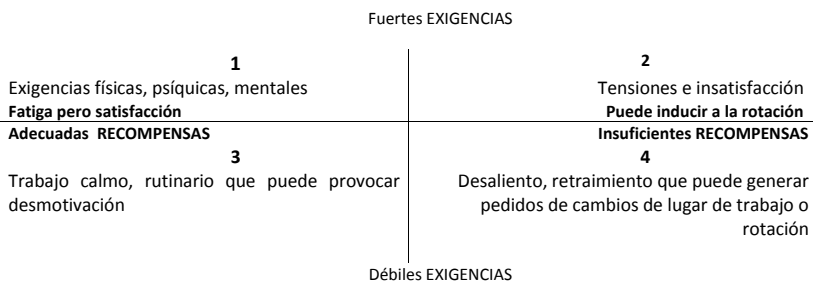 Fuertes EXIGENCIAS
1
Exigencias físicas, psíquicas, mentales
Fatiga pero satisfacción
2
Tensiones e insatisfacción
Puede inducir a la rotación
Adecuadas RECOMPENSAS
Insuficientes RECOMPENSAS
3
Trabajo calmo, rutinario que puede provocar
desmotivación
4
Desaliento, retraimiento que puede generar
pedidos de cambios de lugar de trabajo o
rotación
Débiles EXIGENCIAS